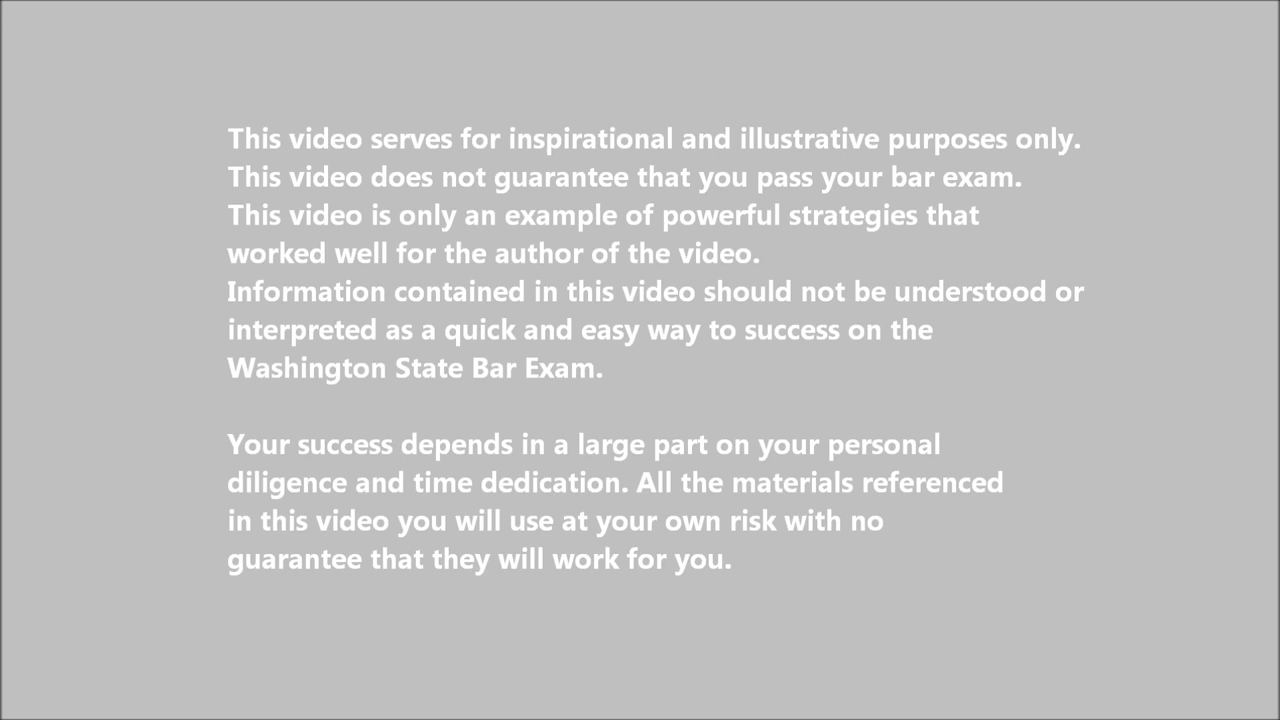 This video serves for inspirational and illustrative purposes only.
This video does not guarantee that you pass your bar exam.
This video is only an example of powerful strategies that
worked well for the author of the video.
Information contained in this video should not be understood or
interpreted as a quick and easy way to success on the
Washington State Bar Exam.
Your success depends in a large part on your personal
diligence and time dedication. All the materials referenced
in this video you will use at your own risk with no
guarantee that they will work for you.